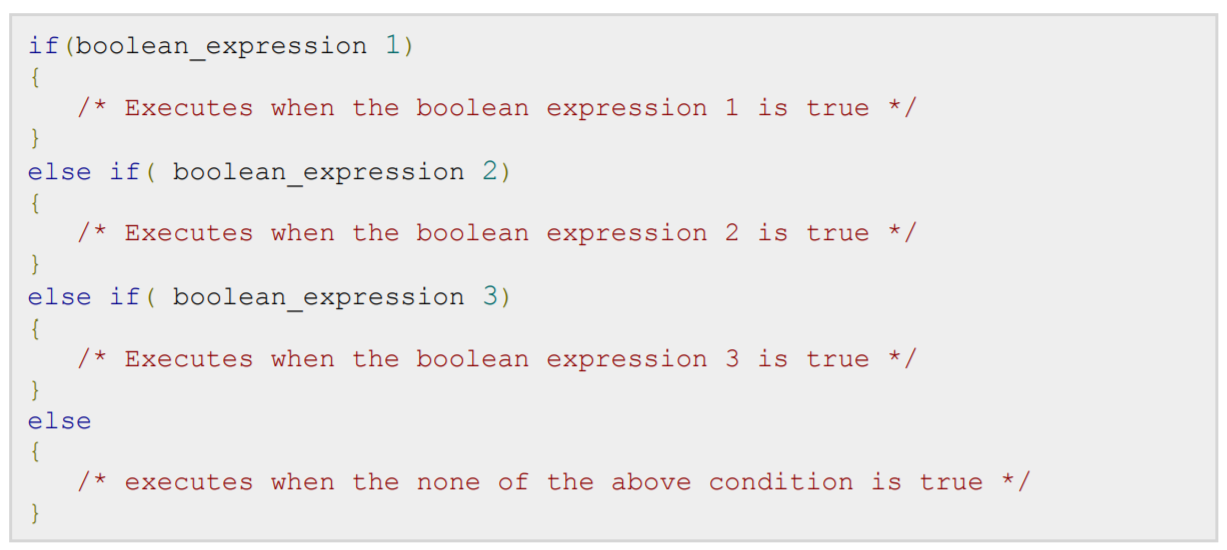 if(boolean_expression 1)
{
   /* Executes when the boolean expression 1 is true */
}
else if( boolean_expression 2)
{
   /* Executes when the boolean expression 2 is true */
}
else if( boolean_expression 3)
{
   /* Executes when the boolean expression 3 is true */
}
else
{
   /* executes when the none of the above condition is true */
}